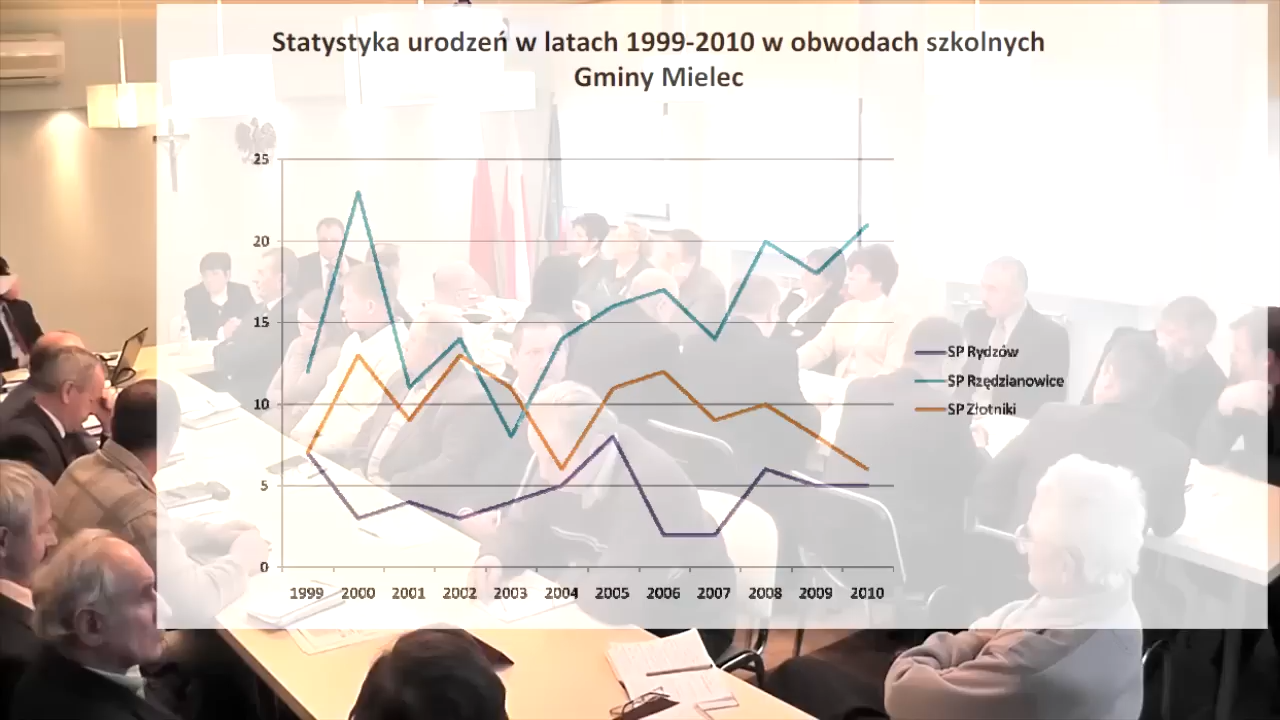 Statystyka urodzeń w latach 1999-2010 w obwodach szkolnych
Gminy Mielec
25
20
15
10
5
0
1999 2000 2001 2002 2003 2004 2005 2006 2007 2008 2009 2010
SP Rydzów
SP Rzędzianowice
SP Złotniki